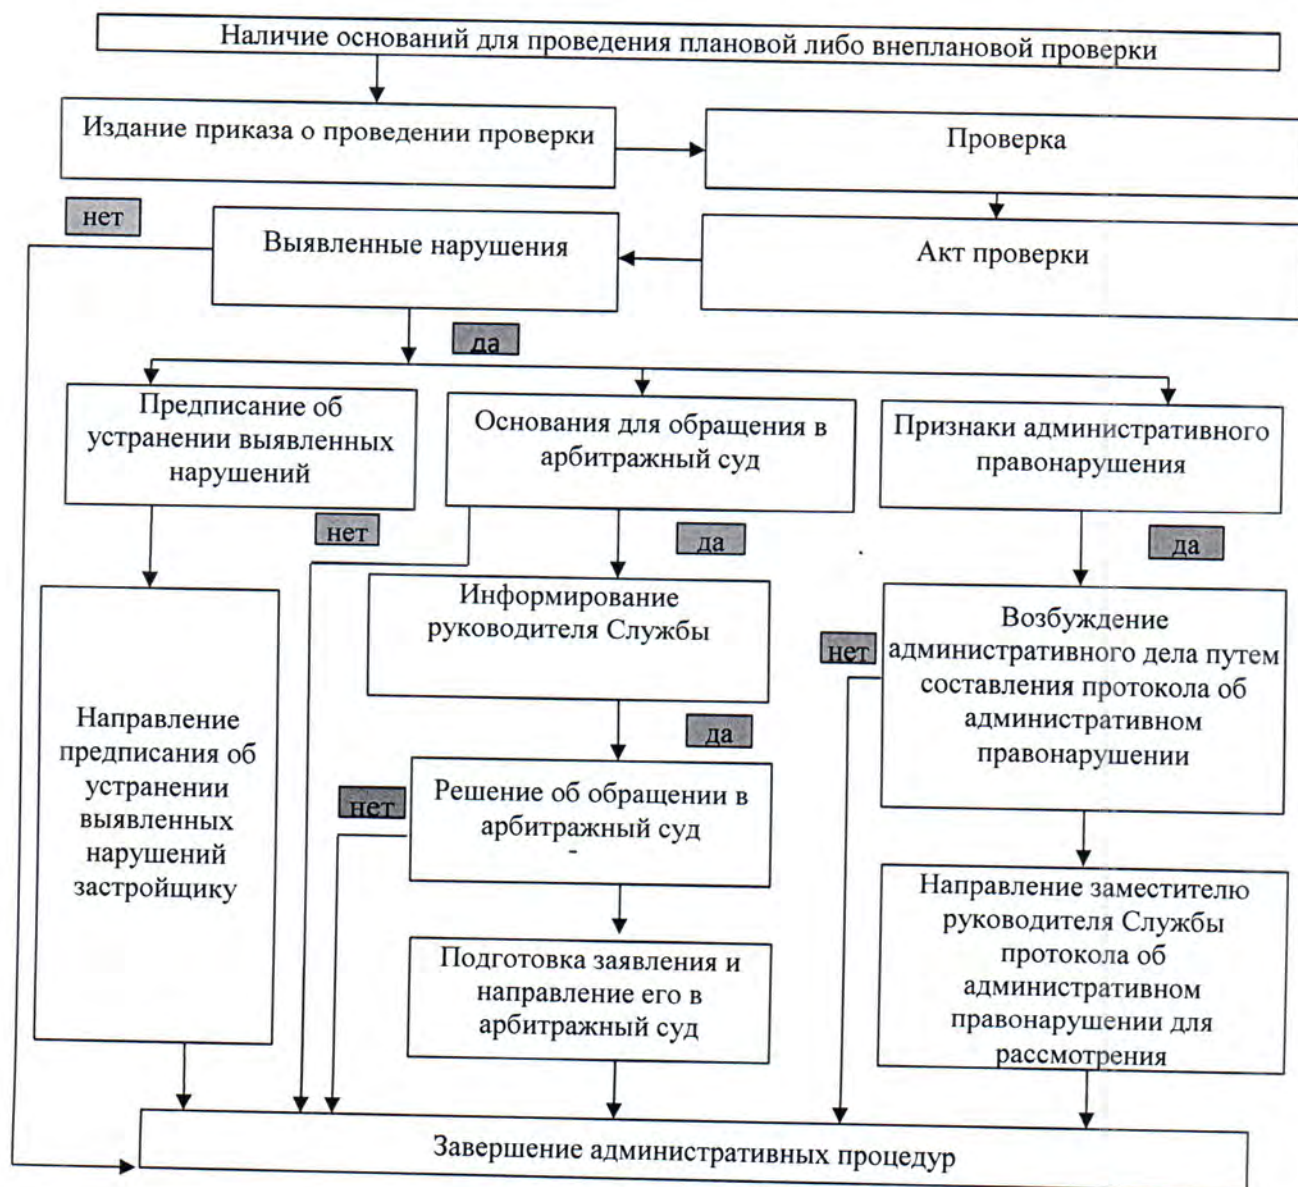 Наличие оснований для проведения плановой либо внеплановой проверки
Издание приказа о проведении проверки
Проверка
нет
Выявленные нарушения
Акт проверки
да
Предписание об
устранении выявленных
нарушений
Основания для обращения в
арбитражный суд
Признаки административного
правонарушения
нет
да
да
Направление
предписания об
устранении
выявленных
нарушений
застройщику
Информирование
руководителя Службы
нет
Возбуждение
административного дела путем
составления протокола об
административном
правонарушении
да
нет
Решение об обращении в
арбитражный суд
Подготовка заявления и
направление его в
арбитражный суд
Направление заместителю
руководителя Службы
протокола об
административном
правонарушении для
рассмотрения
Завершение административных процедур